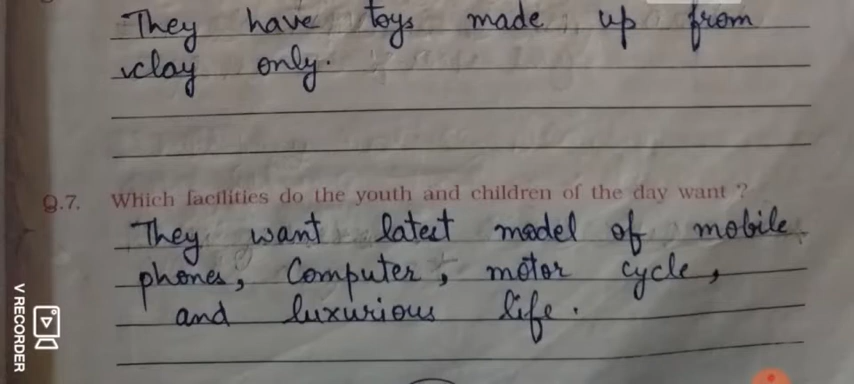 They have toys made up from
clay only.
Q.7. Which facilities do the youth and children of the day want ?
They want latest model of mobile
phones, Computer, motor cycle,
and luxurious life.
V RECORDER